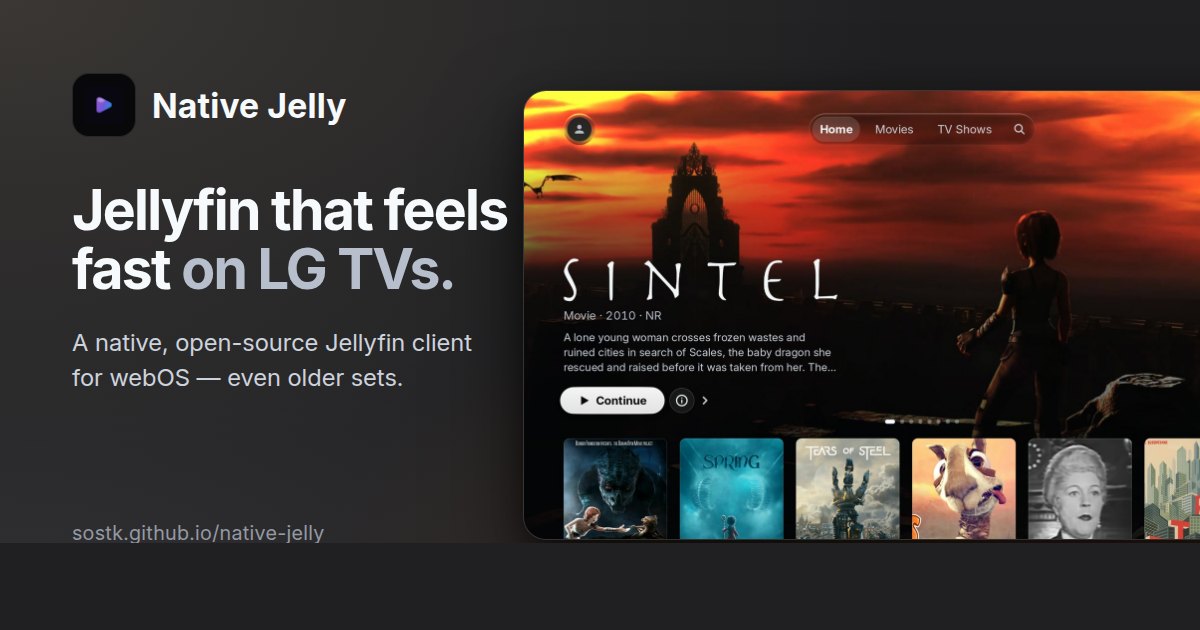 Native Jelly
Jellyfin that feels
fast on LG TVs.
A native, open-source Jellyfin client
for webOS — even older sets.
sostk.github.io/native-jelly
Home Movies TV Shows
SINTEL
Movie · 2010 · NR
A lone young woman crosses frozen wastes and
ruined cities in search of Scales, the baby dragon she
rescued and raised before it was taken from her. The...
Continue
SPRING
TEARS OF STEEL